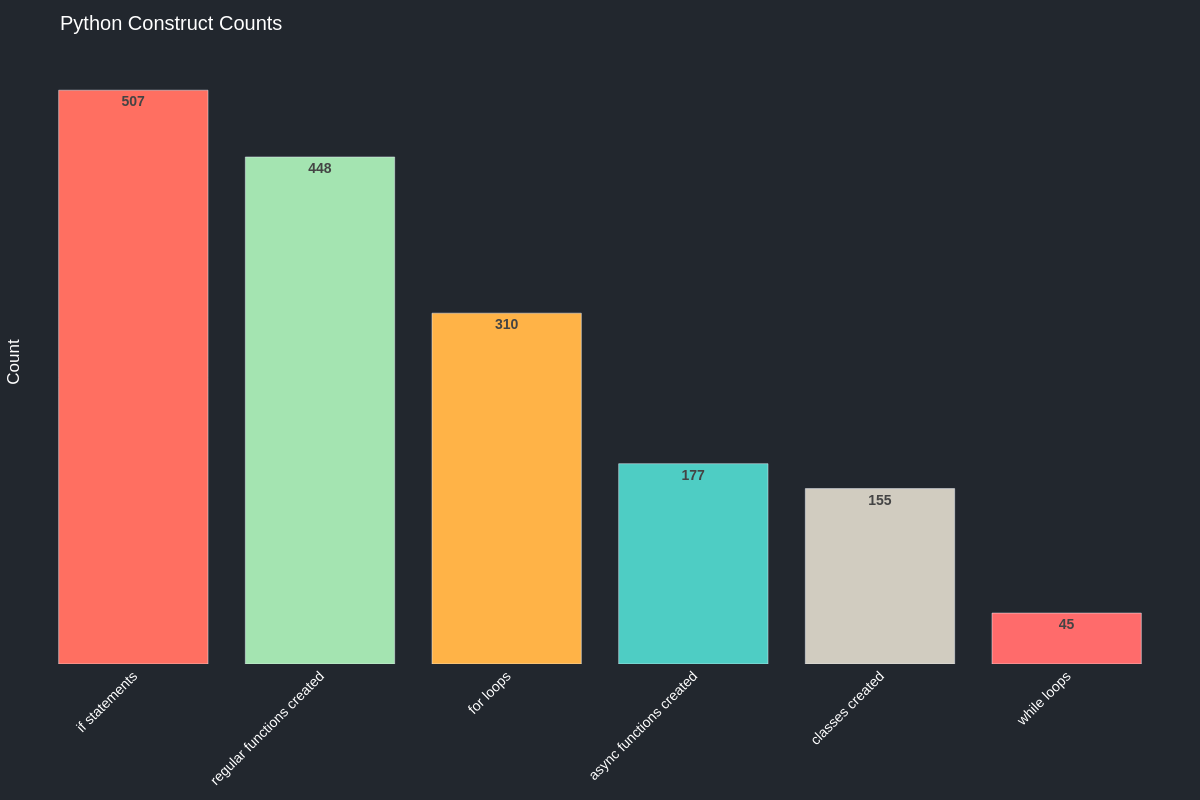 Python Construct Counts
Count
507
448
310
177
155
45
if statements
regular functions created
for loops
async functions created
classes created
while loops